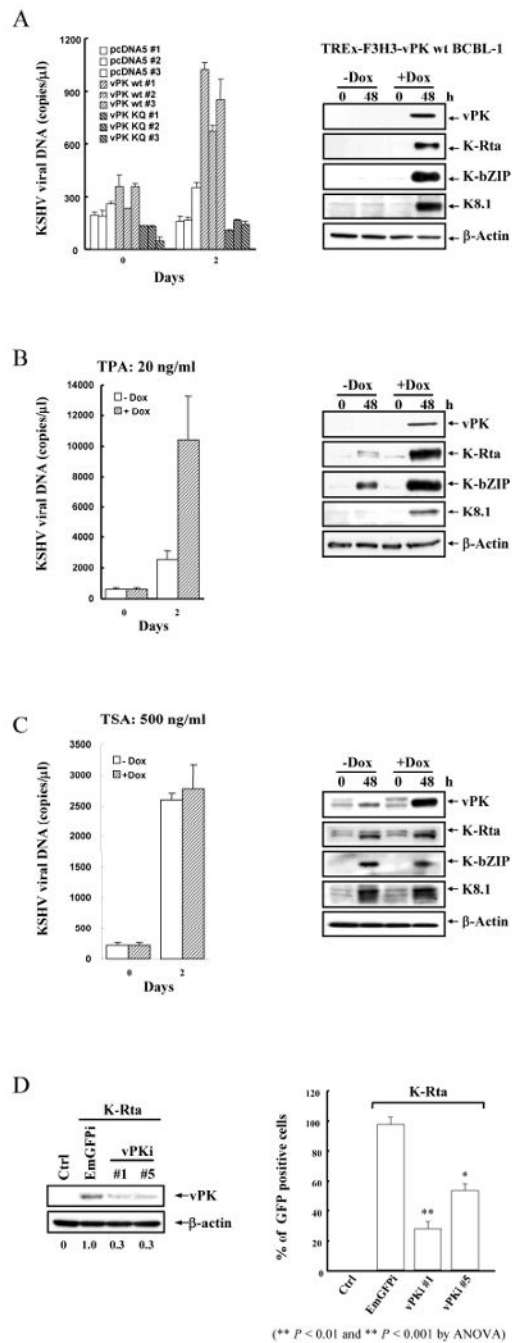 A
KSHV viral DNA (copies/μl)
1200
900
600
300
0
pcDNA5 #1
pcDNA5 #2
pcDNA5 #3
vPK wt #1
vPK wt #2
vPK wt #3
vPK KQ #1
vPK KQ #2
vPK KQ #3
0 2
Days
TREx-F3H3-vPK wt BCBL-1
-Dox +Dox
0 48 0 48 h
vPK
K-Rta
K-bZIP
K8.1
β-Actin
B
TPA: 20 ng/ml
KSHV viral DNA (copies/μl)
14000
12000
10000
8000
6000
4000
2000
0
- Dox
+ Dox
0 2
Days
-Dox +Dox
0 48 0 48 h
vPK
K-Rta
K-bZIP
K8.1
β-Actin
C
TSA: 500 ng/ml
KSHV viral DNA (copies/μl)
3500
3000
2500
2000
1500
1000
500
0
- Dox
+Dox
0 2
Days
-Dox +Dox
0 48 0 48 h
vPK
K-Rta
K-bZIP
K8.1
β-Actin
D
K-Rta
Ctrl
EmGFPi
vPKi
#1 #5
vPK
β-actin
0 1.0 0.3 0.3
% of GFP positive cells
120
100
80
60
40
20
0
K-Rta
**
*
Ctrl
EmGFPi
vPKi #1
vPKi #5
(** P < 0.01 and ** P < 0.001 by ANOVA)